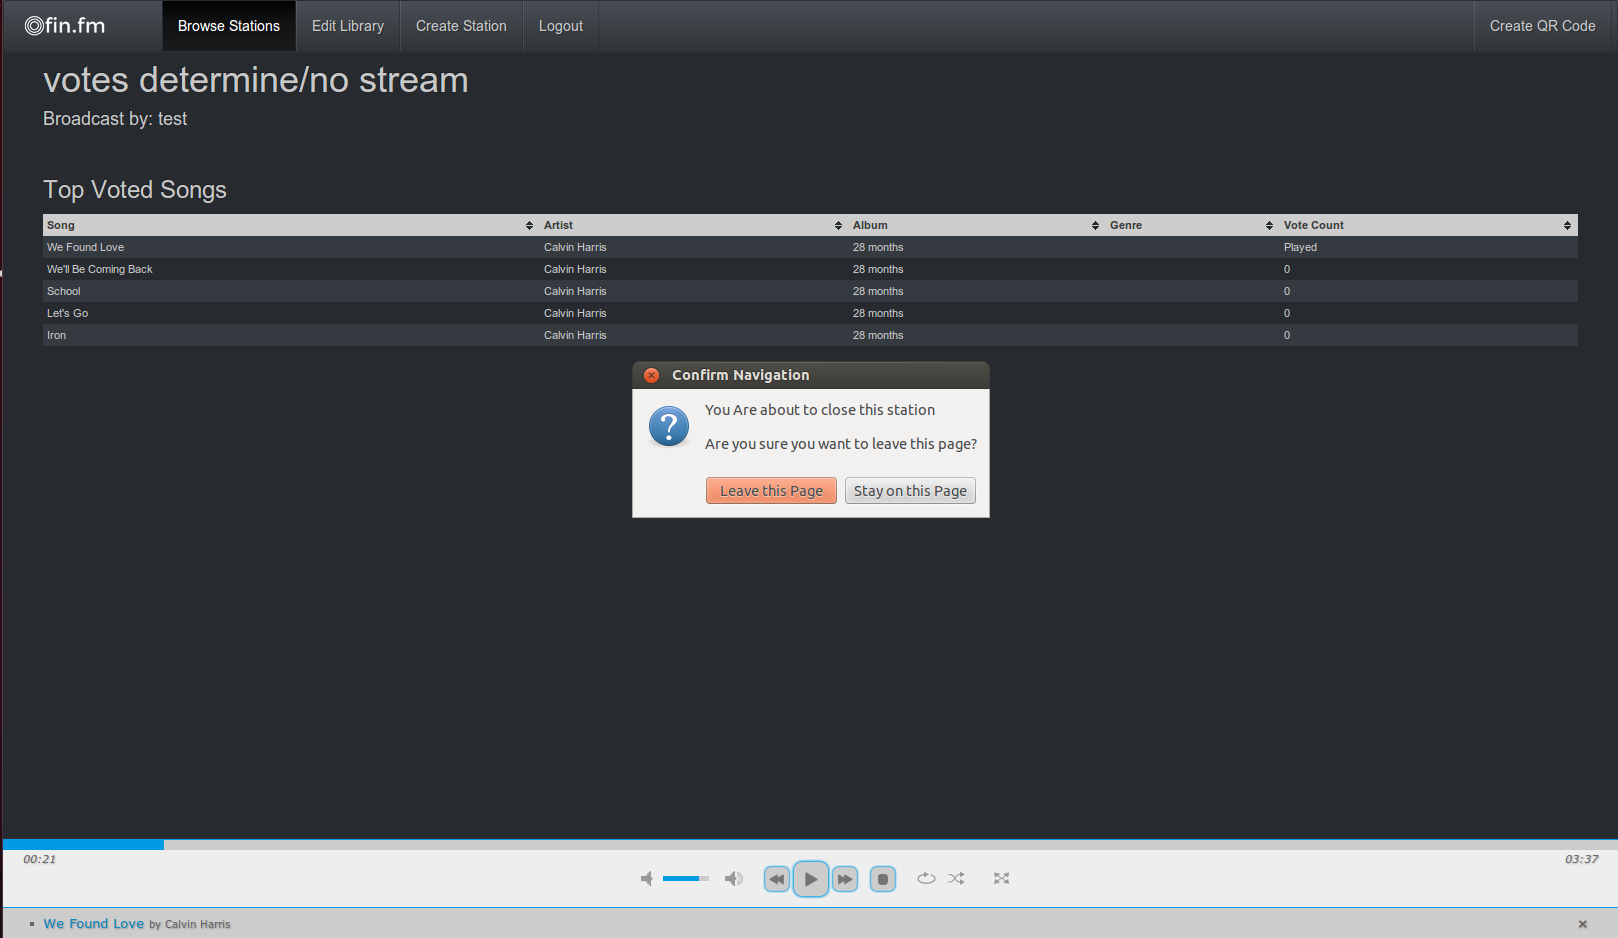 fin.fm Browse Stations Edit Library Create Station Logout Create QR Code
votes determine/no stream
Broadcast by: test
Top Voted Songs
Song Artist Album Genre Vote Count
We Found Love Calvin Harris 28 months Played
We'll Be Coming Back Calvin Harris 28 months 0
School Calvin Harris 28 months 0
Let's Go Calvin Harris 28 months 0
Iron Calvin Harris 28 months 0
Confirm Navigation
You Are about to close this station
Are you sure you want to leave this page?
Leave this Page Stay on this Page
00:21 03:37
We Found Love by Calvin Harris